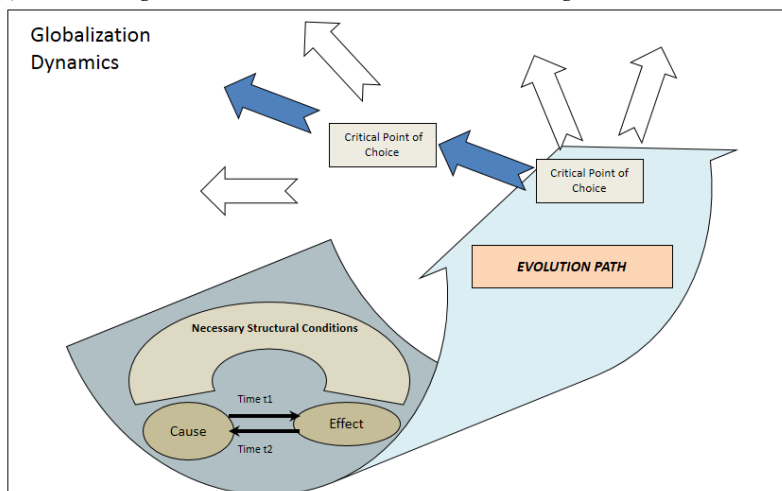 Globalization
Dynamics
Critical Point of
Choice
Critical Point of
Choice
EVOLUTION PATH
Necessary Structural Conditions
Time t1
Cause
Effect
Time t2